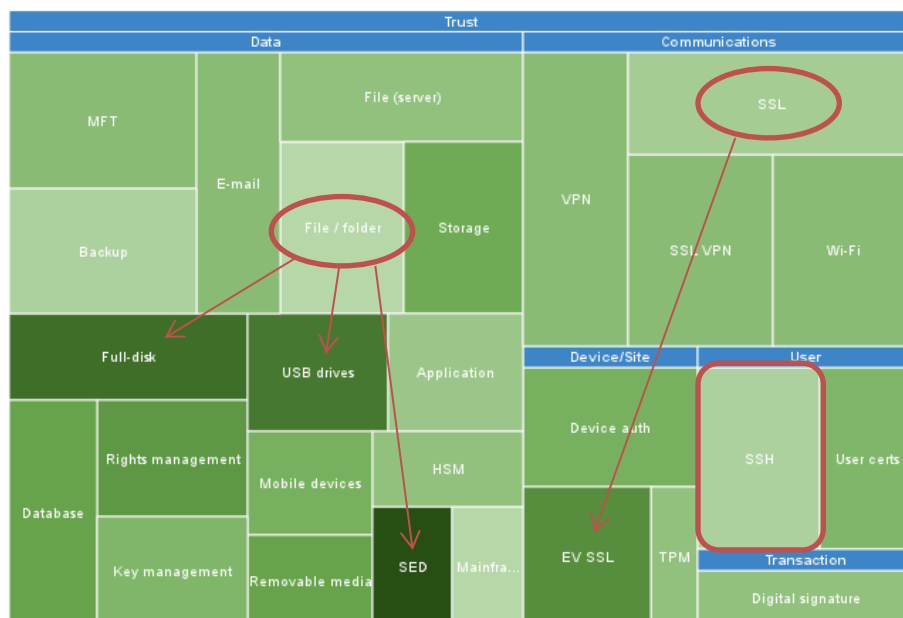 Trust
Data
Communications
MFT
E-mail
File (server)
Backup
File / folder
Storage
VPN
SSL
SSL VPN
Wi-Fi
Full-disk
USB drives
Application
Device/Site
User
Device auth
SSH
User certs
Database
Rights management
Key management
Mobile devices
HSM
Removable media
SED
Mainfra...
EV SSL
TPM
Transaction
Digital signature